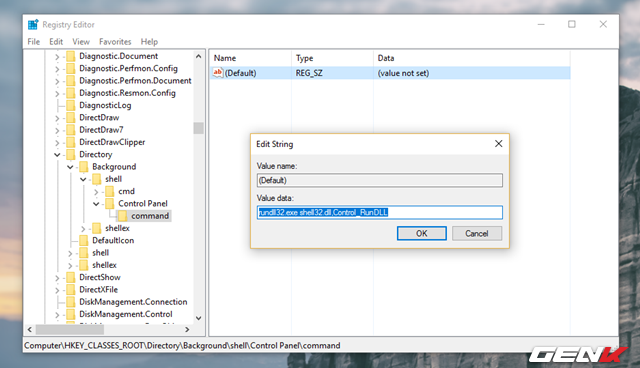 Registry Editor
File Edit View Favorites Help
Diagnostic.Document
Diagnostic.Perfmon.Config
Diagnostic.Perfmon.Document
Diagnostic.Resmon.Config
DiagnosticLog
DirectDraw
DirectDraw7
DirectDrawClipper
Directory
Background
shell
cmd
Control Panel
command
shellex
DefaultIcon
shell
shellex
DirectShow
DirectXFile
DiskManagement.Connection
DiskManagement.Control
Name Type Data
ab (Default) REG_SZ (value not set)
Edit String
Value name:
(Default)
Value data:
rundll32.exe shell32.dll,Control_RunDLL
OK Cancel
Computer\HKEY_CLASSES_ROOT\Directory\Background\shell\Control Panel\command
GENK